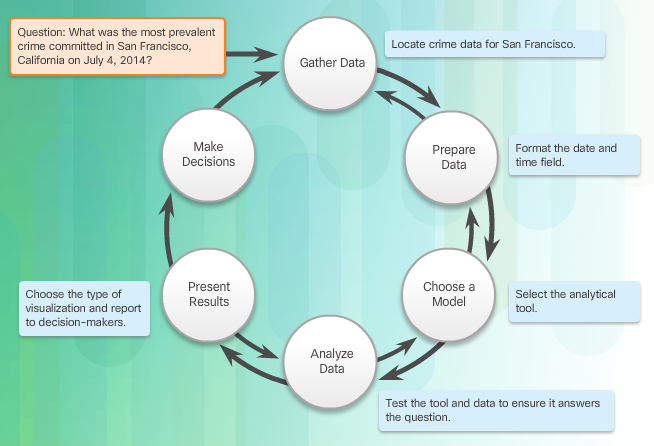 Question: What was the most prevalent
crime committed in San Francisco,
California on July 4, 2014?
Gather Data
Locate crime data for San Francisco.
Make
Decisions
Prepare
Data
Format the date and
time field.
Choose the type of
visualization and report
to decision-makers.
Present
Results
Choose a
Model
Select the analytical
tool.
Analyze
Data
Test the tool and data to ensure it answers
the question.